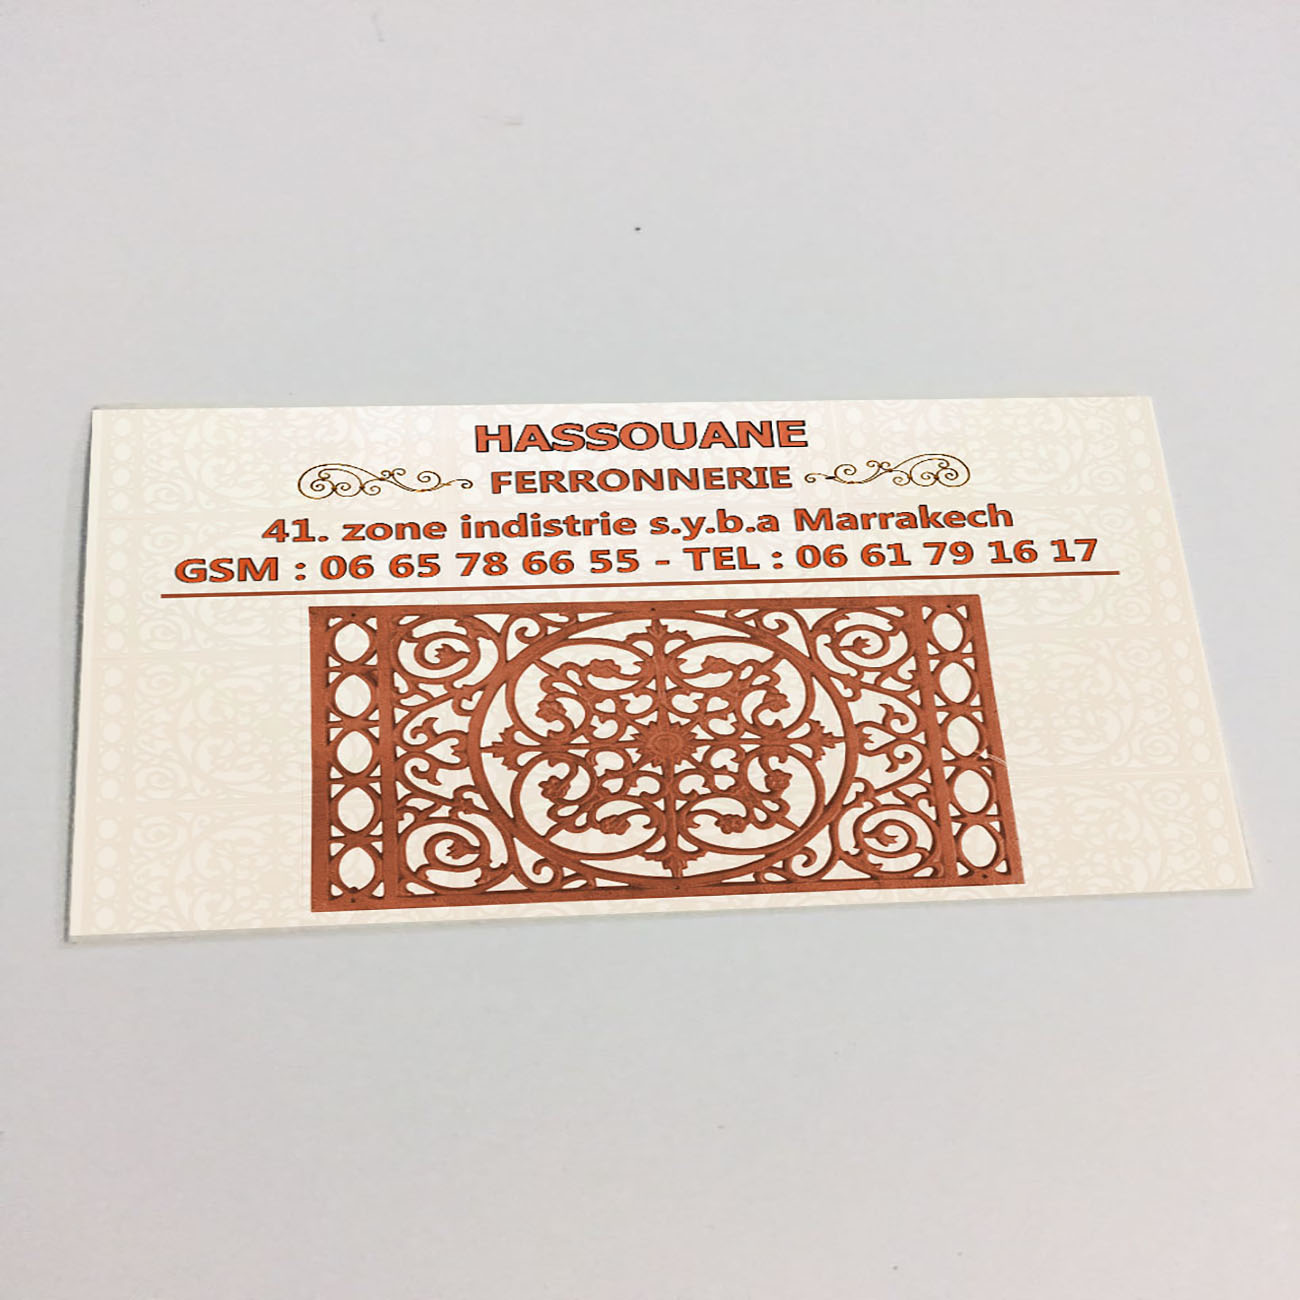 HASSOUANE
FERRONNERIE
41. zone indistrie s.y.b.a Marrakech
GSM : 06 65 78 66 55 - TEL : 06 61 79 16 17